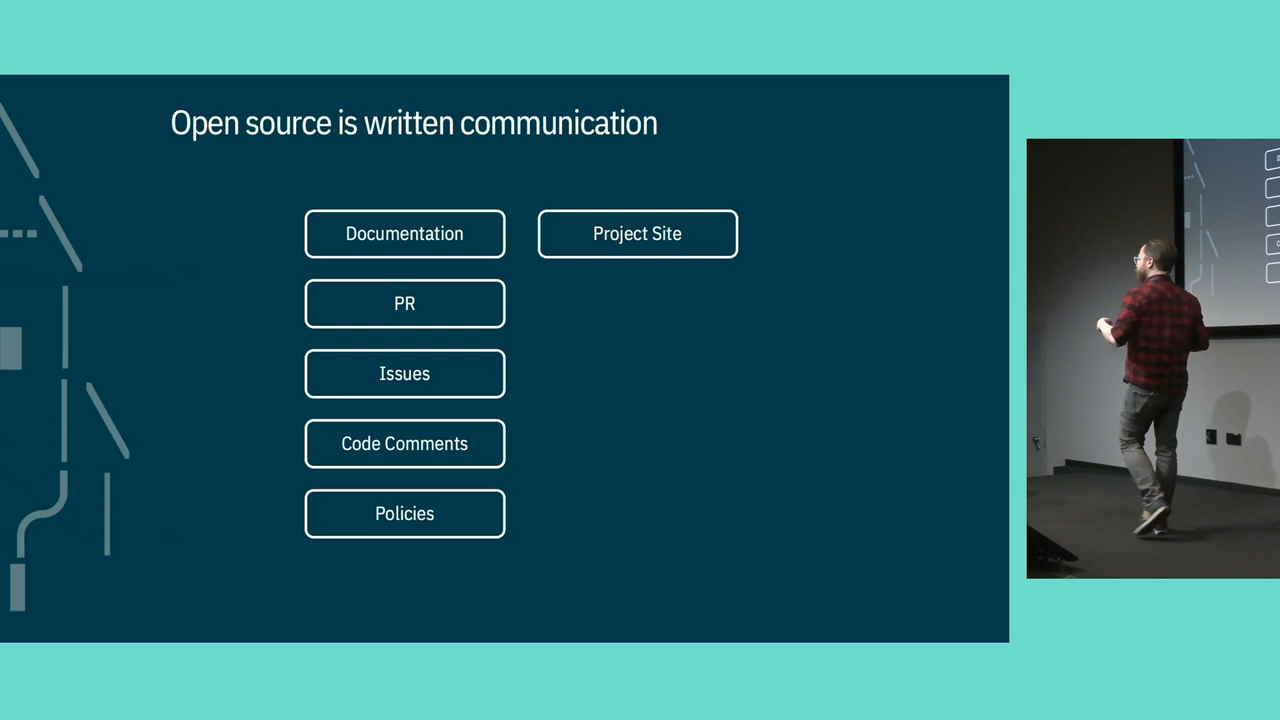 Open source is written communication
Documentation
Project Site
PR
Issues
Code Comments
Policies